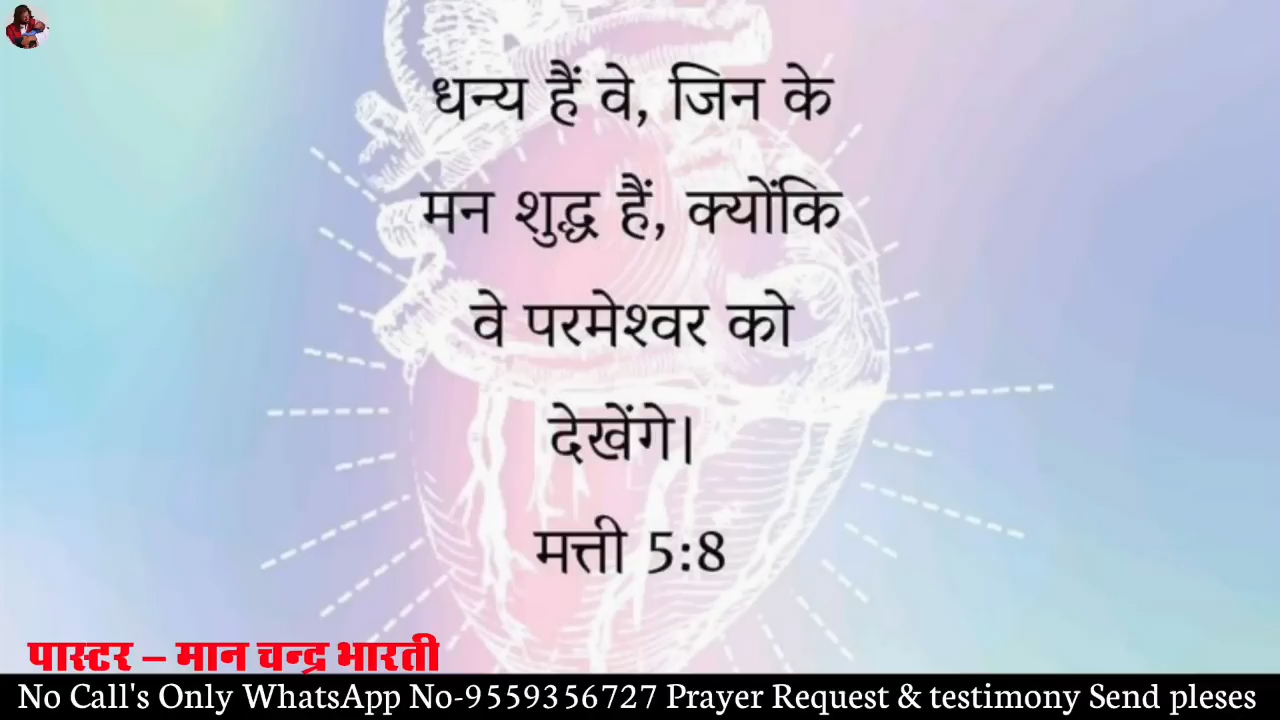 धन्य हैं वे, जिन के
मन शुद्ध हैं, क्योंकि
वे परमेश्वर को
देखेंगे।
मत्ती 5:8
पास्टर – मान चन्द्र भारती
No Call's Only WhatsApp No-9559356727 Prayer Request & testimony Send pleses